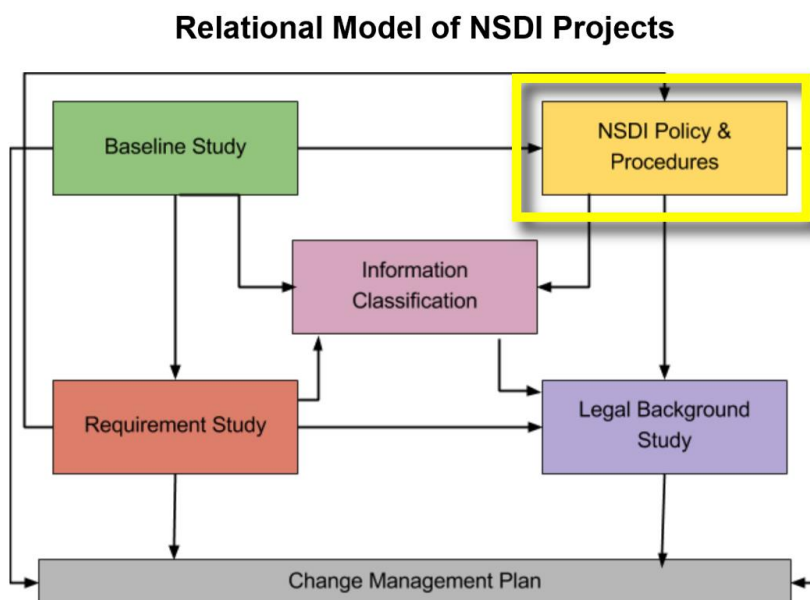 Relational Model of NSDI Projects
Baseline Study
NSDI Policy &
Procedures
Information
Classification
Requirement Study
Legal Background
Study
Change Management Plan